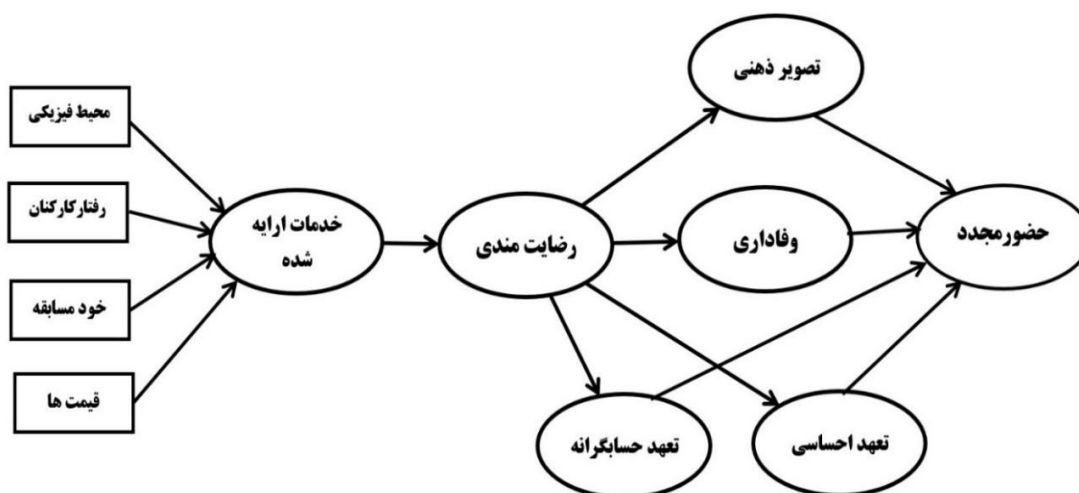 محیط فیزیکی
رفتارکارکنان
خود مسابقه
قیمت ها
خدمات ارایه
شده
رضایت مندی
تصویر ذهنی
وفاداری
تعهد حسابگرانه
تعهد احساسی
حضورمجدد